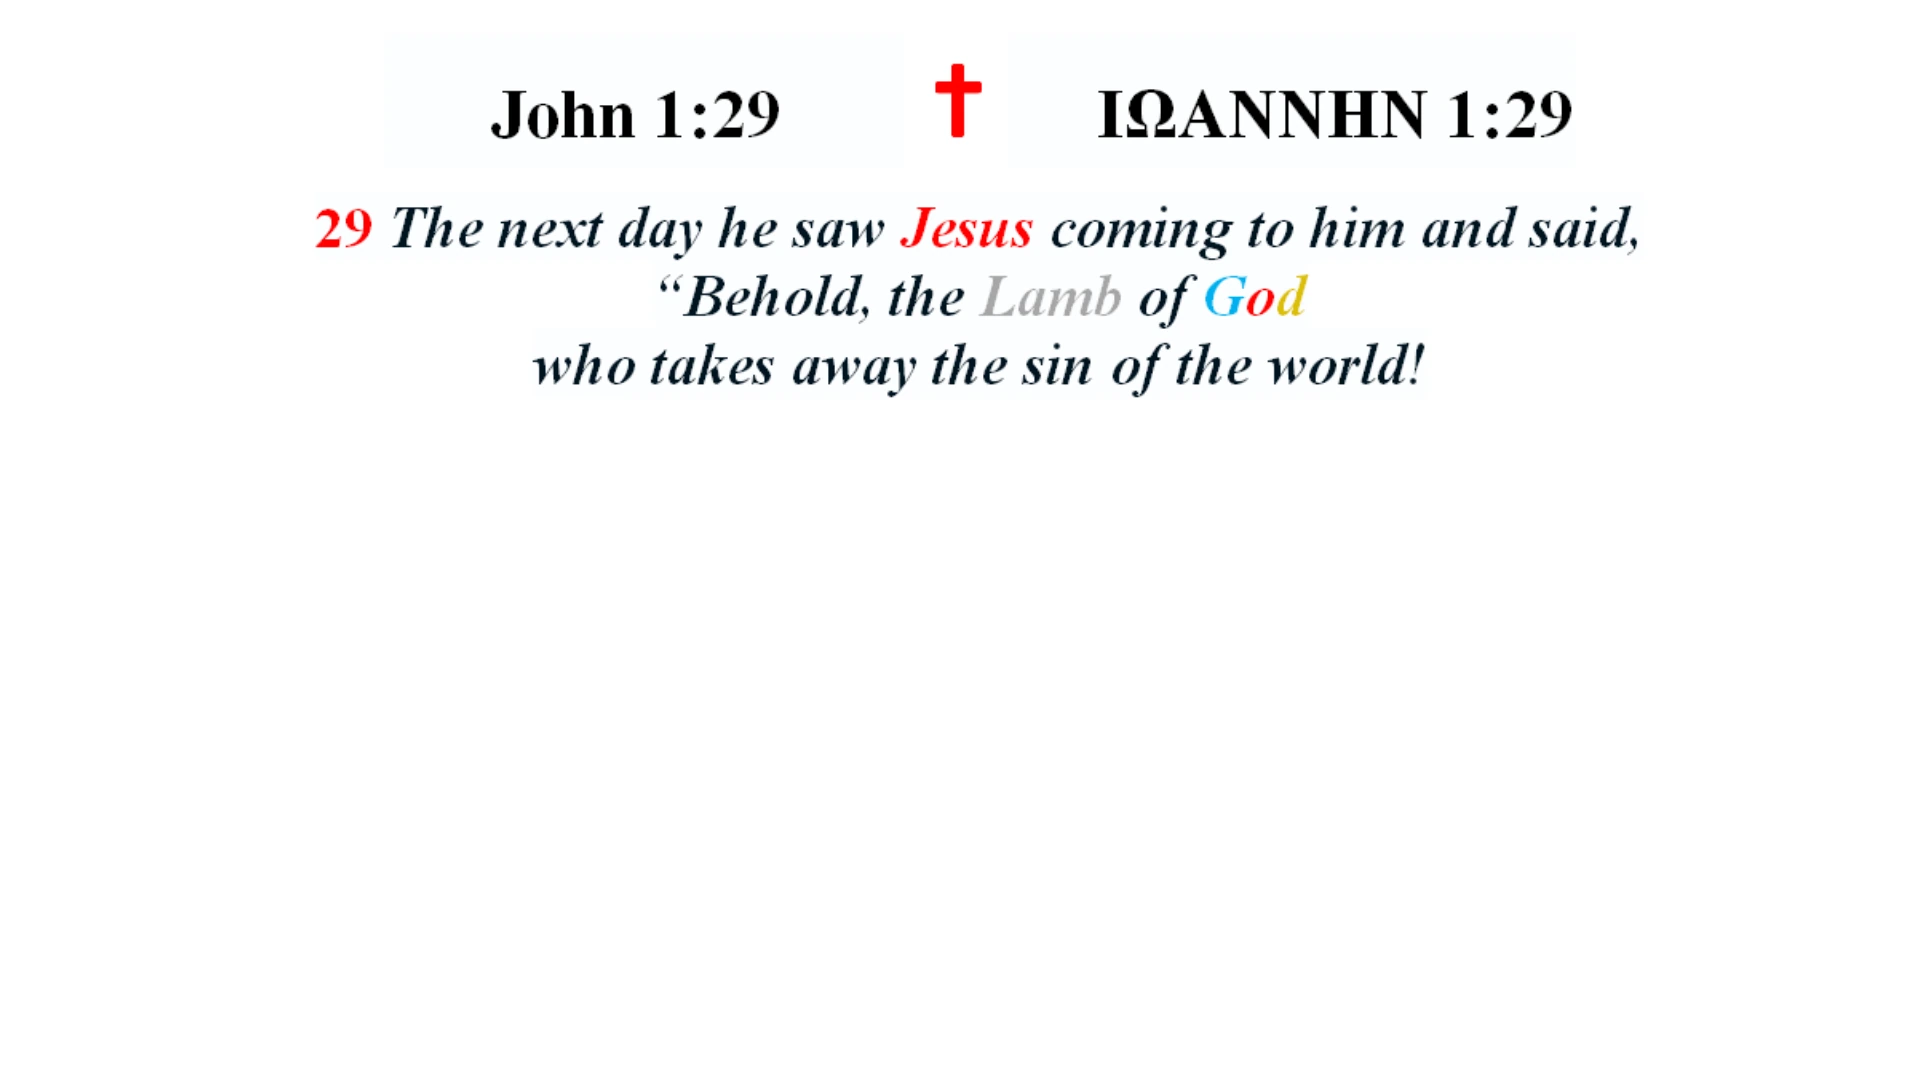 John 1:29 ✝ ΙΩΑΝΝΗΝ 1:29
29 The next day he saw Jesus coming to him and said,
“Behold, the Lamb of God
who takes away the sin of the world!